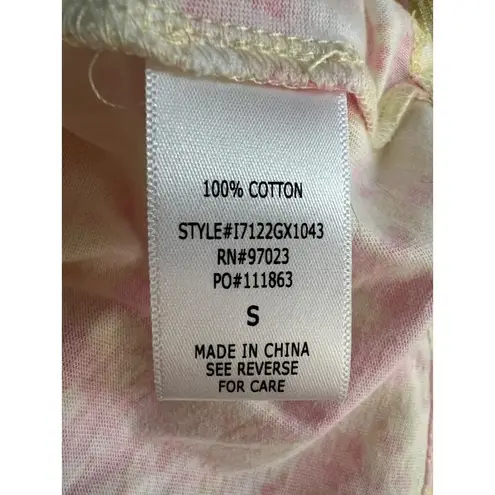 100% COTTON
STYLE#I7122GX1043
RN#97023
PO#111863
S
MADE IN CHINA
SEE REVERSE
FOR CARE